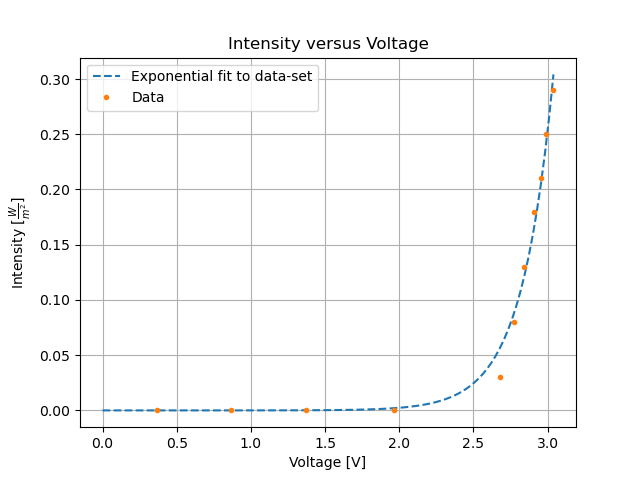 Intensity versus Voltage
Exponential fit to data-set
Data
0.30
0.25
0.20
0.15
0.10
0.05
0.00
Intensity [W/m²]
0.0 0.5 1.0 1.5 2.0 2.5 3.0
Voltage [V]